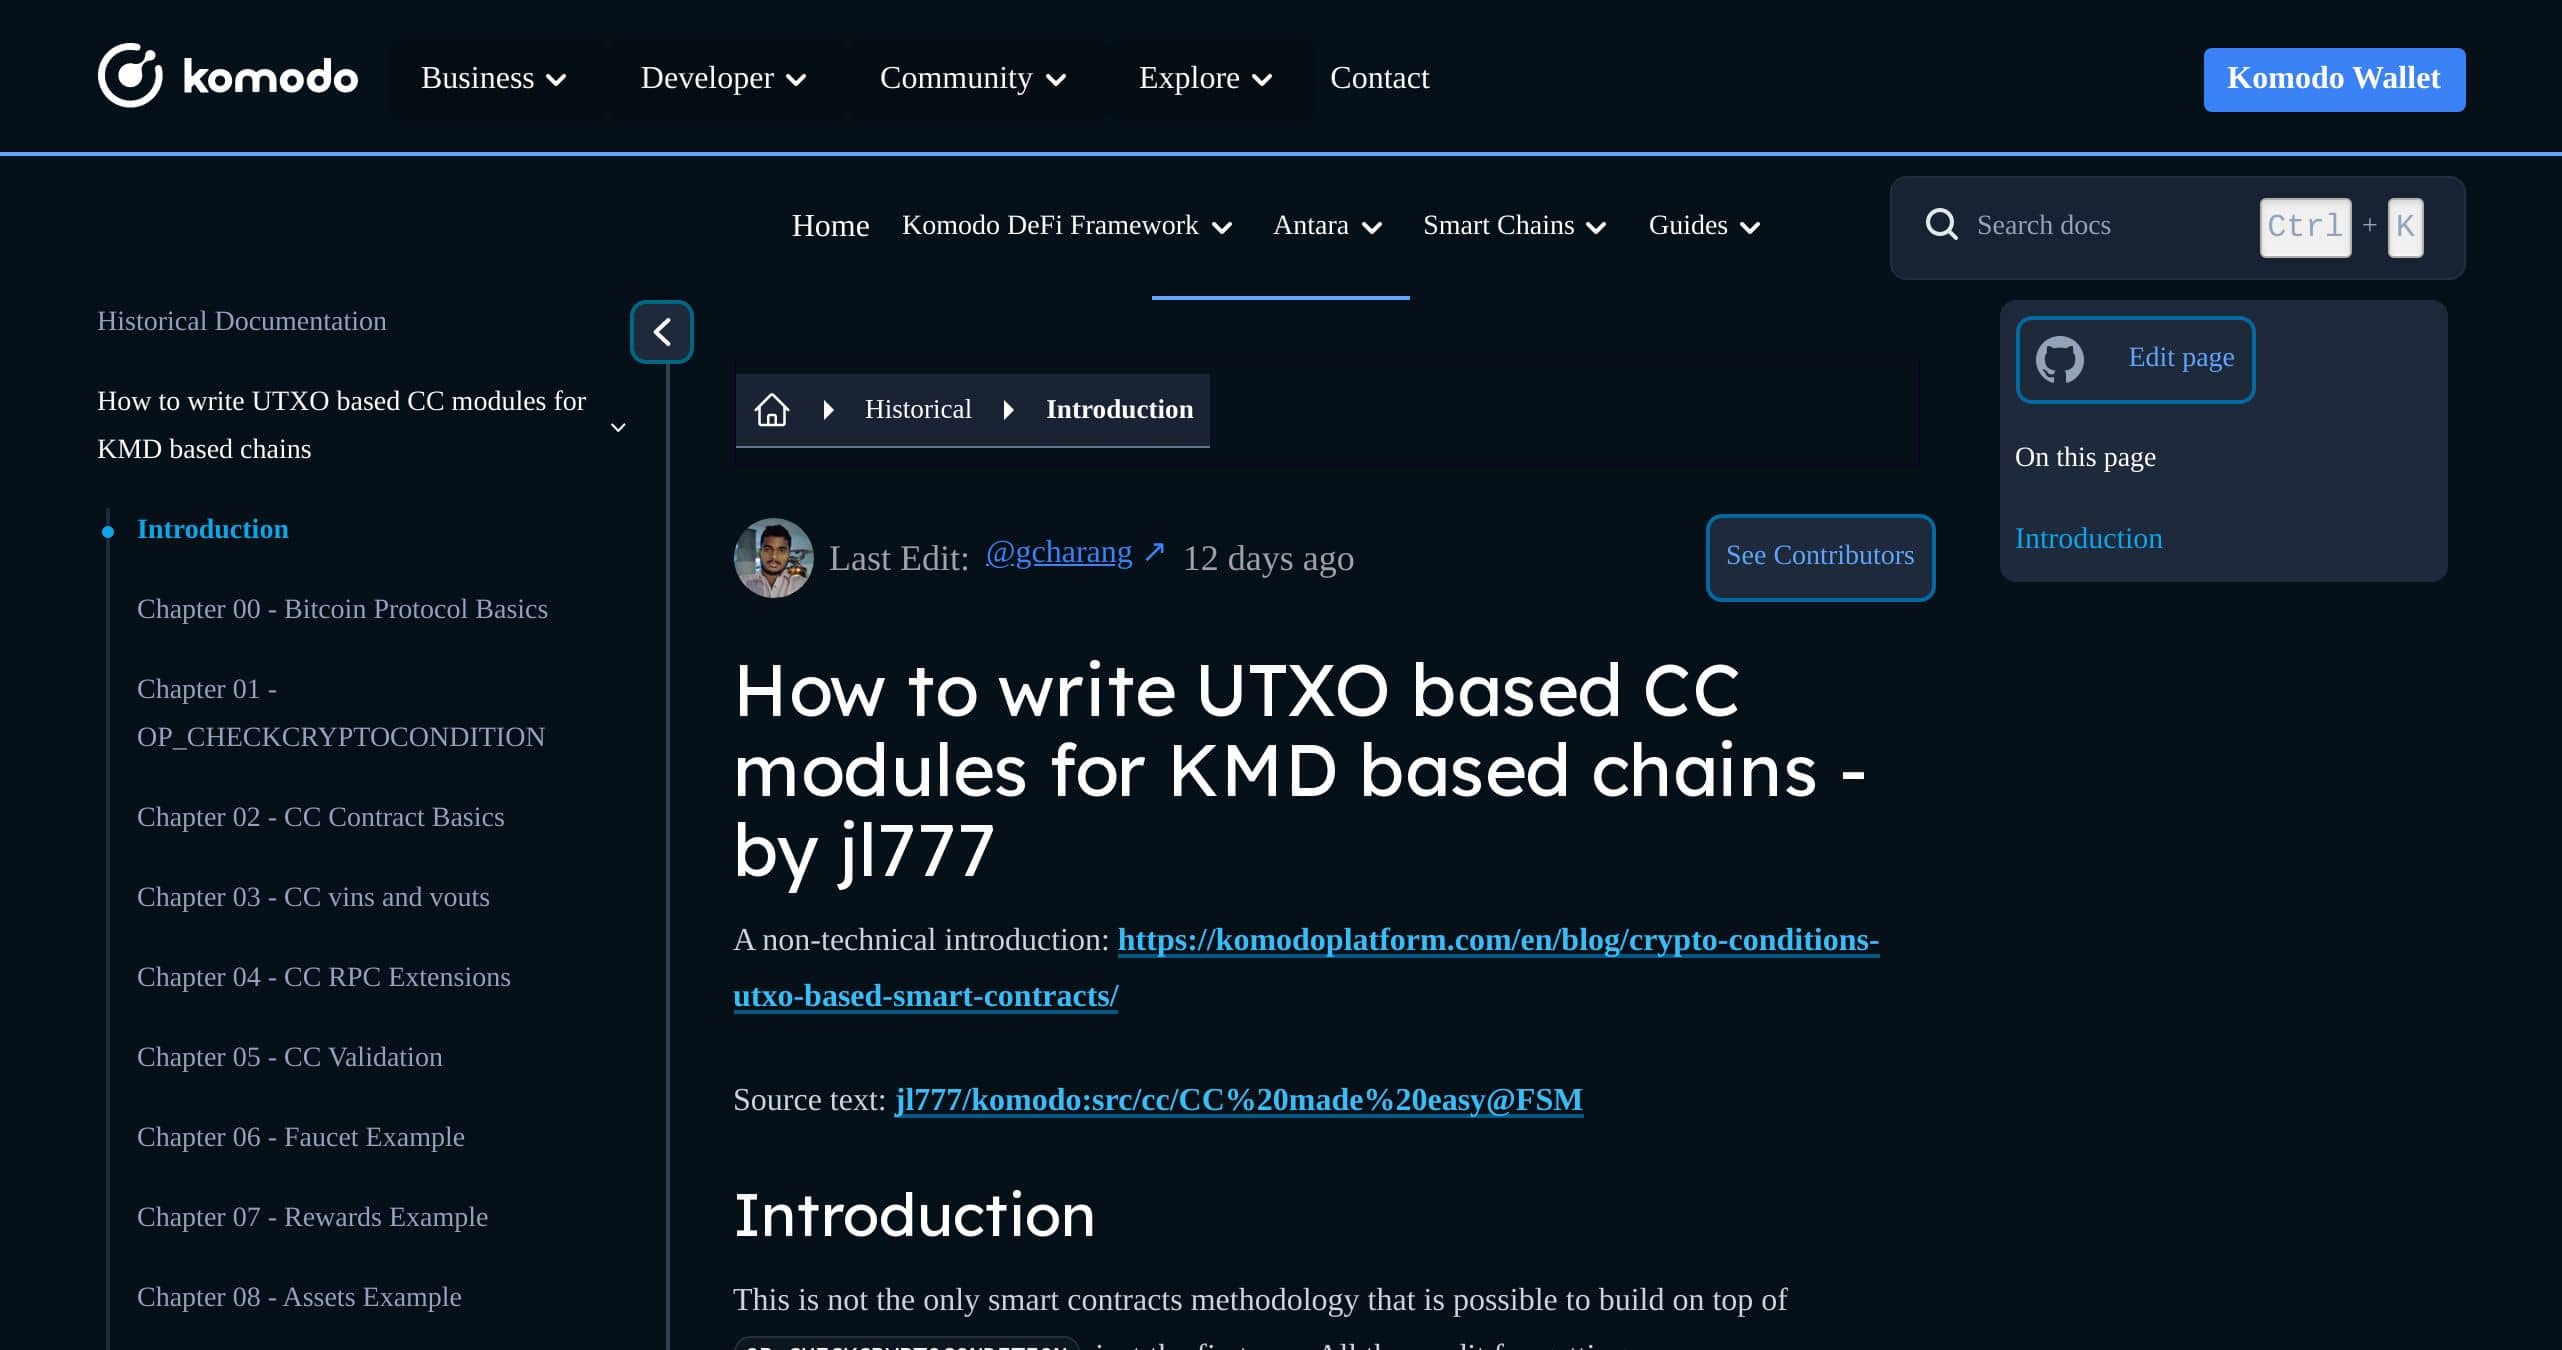 komodo
Business
Developer
Community
Explore
Contact
Komodo Wallet
Home
Komodo DeFi Framework
Antara
Smart Chains
Guides
Search docs
Ctrl + K
Historical Documentation
How to write UTXO based CC modules for
KMD based chains
Introduction
Chapter 00 - Bitcoin Protocol Basics
Chapter 01 -
OP_CHECKCRYPTOCONDITION
Chapter 02 - CC Contract Basics
Chapter 03 - CC vins and vouts
Chapter 04 - CC RPC Extensions
Chapter 05 - CC Validation
Chapter 06 - Faucet Example
Chapter 07 - Rewards Example
Chapter 08 - Assets Example
Historical
Introduction
Last Edit: @gcharang ↗ 12 days ago
See Contributors
How to write UTXO based CC
modules for KMD based chains -
by jl777
A non-technical introduction: https://komodoplatform.com/en/blog/crypto-conditions-
utxo-based-smart-contracts/
Source text: jl777/komodo:src/cc/CC%20made%20easy@FSM
Introduction
This is not the only smart contracts methodology that is possible to build on top of
Edit page
On this page
Introduction